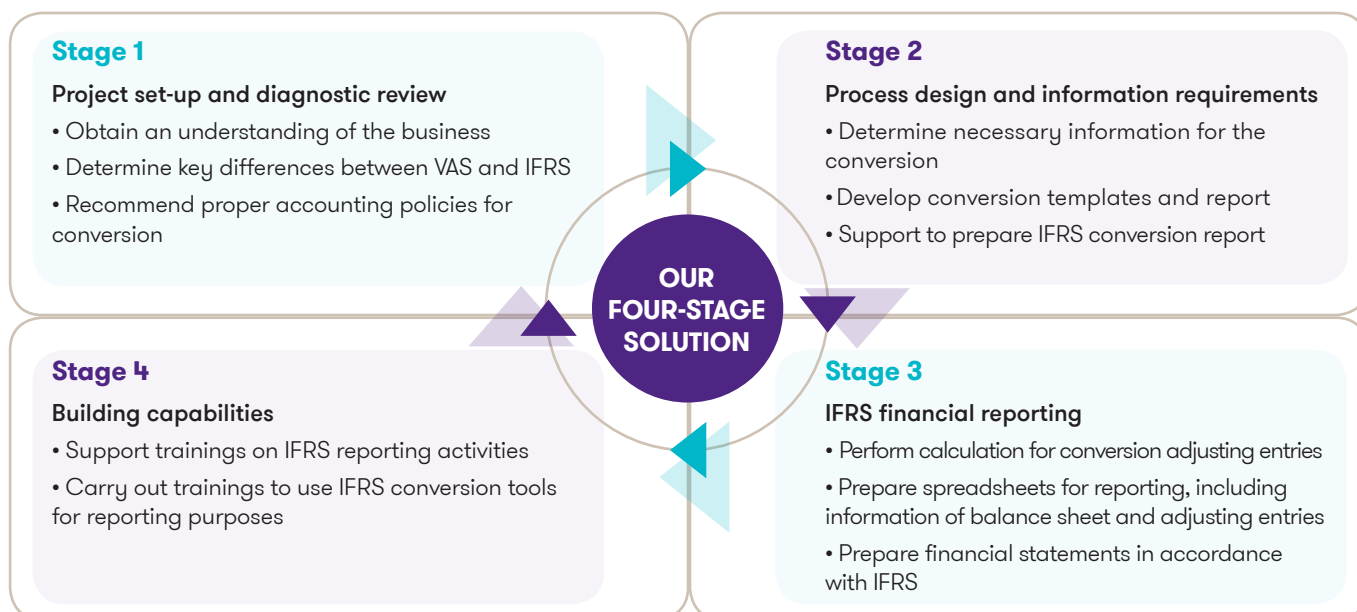 Stage 1
Project set-up and diagnostic review
• Obtain an understanding of the business
• Determine key differences between VAS and IFRS
• Recommend proper accounting policies for
conversion
Stage 2
Process design and information requirements
• Determine necessary information for the
conversion
• Develop conversion templates and report
• Support to prepare IFRS conversion report
OUR
FOUR-STAGE
SOLUTION
Stage 3
IFRS financial reporting
• Perform calculation for conversion adjusting entries
• Prepare spreadsheets for reporting, including
information of balance sheet and adjusting entries
• Prepare financial statements in accordance
with IFRS
Stage 4
Building capabilities
• Support trainings on IFRS reporting activities
• Carry out trainings to use IFRS conversion tools
for reporting purposes